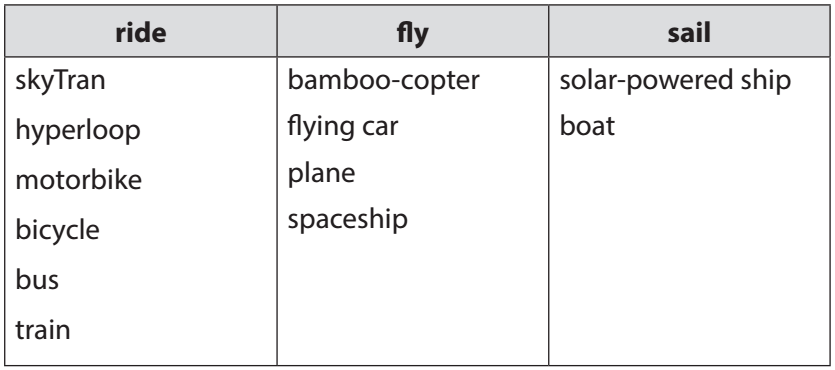 ride fly sail
skyTran bamboo-copter solar-powered ship
hyperloop flying car boat
motorbike plane
bicycle spaceship
bus
train